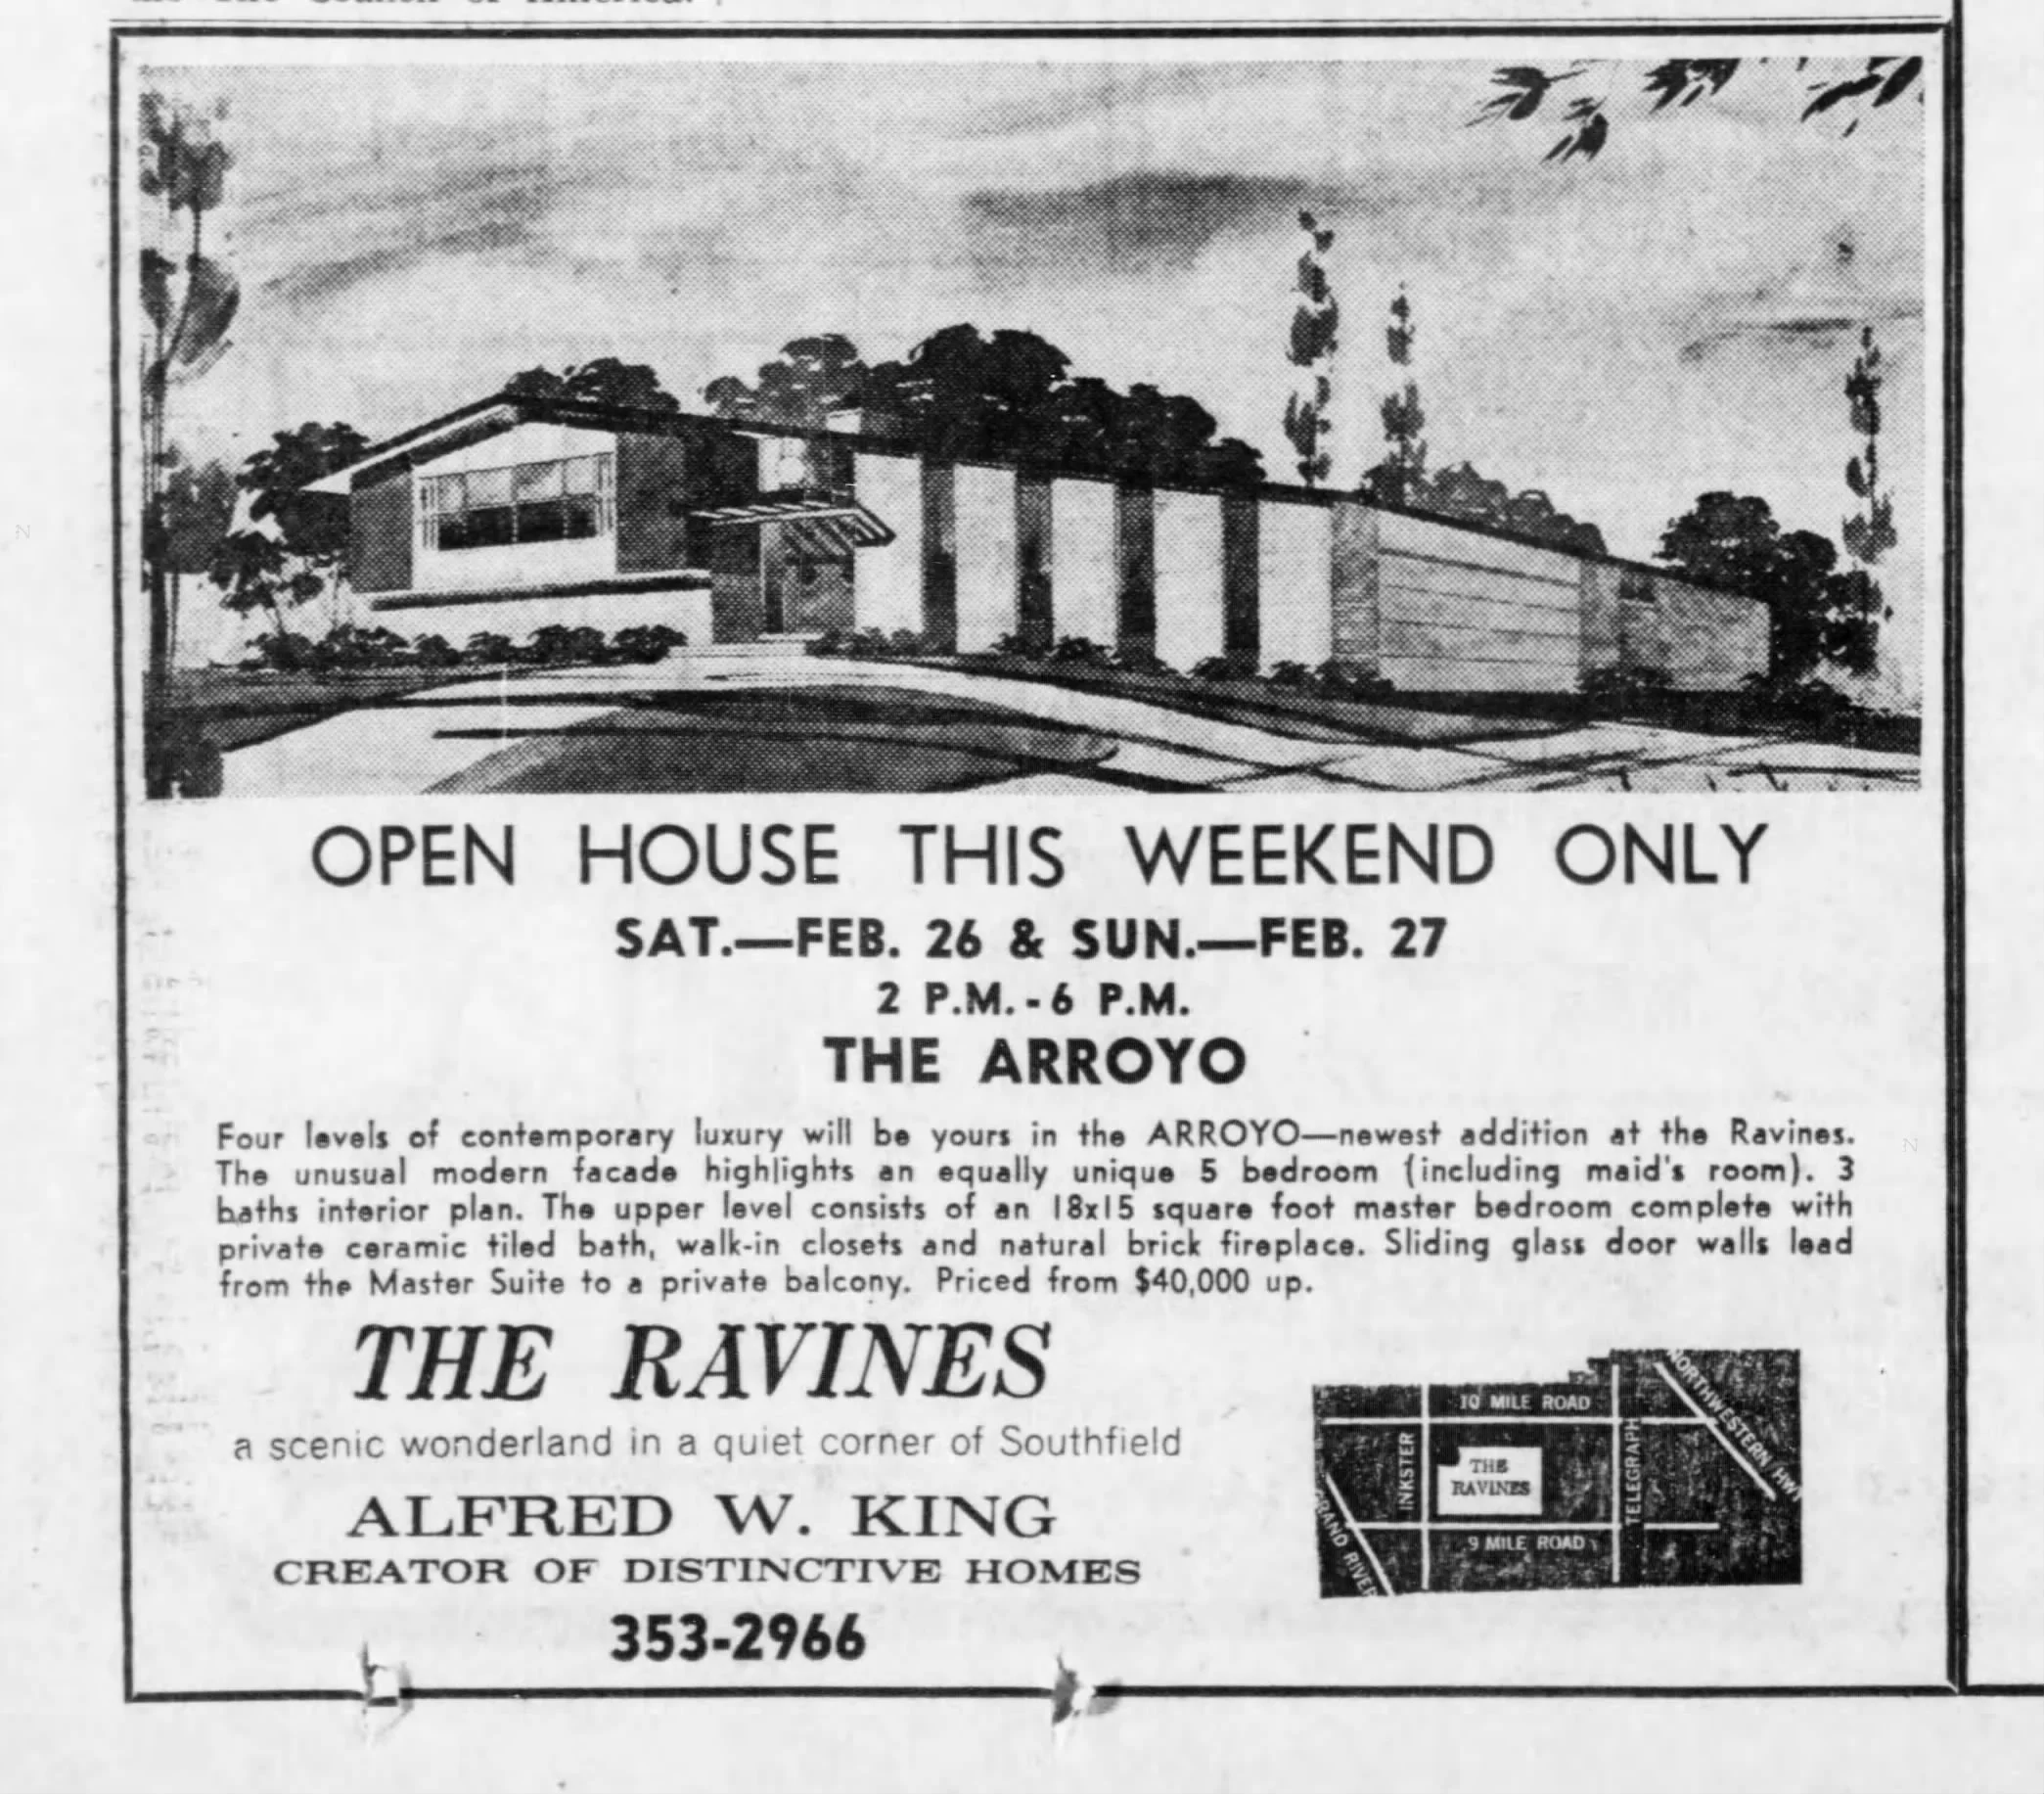 OPEN HOUSE THIS WEEKEND ONLY
SAT.—FEB. 26 & SUN.—FEB. 27
2 P.M. - 6 P.M.
THE ARROYO
Four levels of contemporary luxury will be yours in the ARROYO—newest addition at the Ravines.
The unusual modern facade highlights an equally unique 5 bedroom (including maid's room). 3
baths interior plan. The upper level consists of an 18x15 square foot master bedroom complete with
private ceramic tiled bath, walk-in closets and natural brick fireplace. Sliding glass door walls lead
from the Master Suite to a private balcony. Priced from $40,000 up.
THE RAVINES
a scenic wonderland in a quiet corner of Southfield
ALFRED W. KING
CREATOR OF DISTINCTIVE HOMES
353-2966
10 MILE ROAD
NORTHWESTERN HWY
INKSTER
THE
RAVINES
TELEGRAPH
GRAND RIVER
9 MILE ROAD